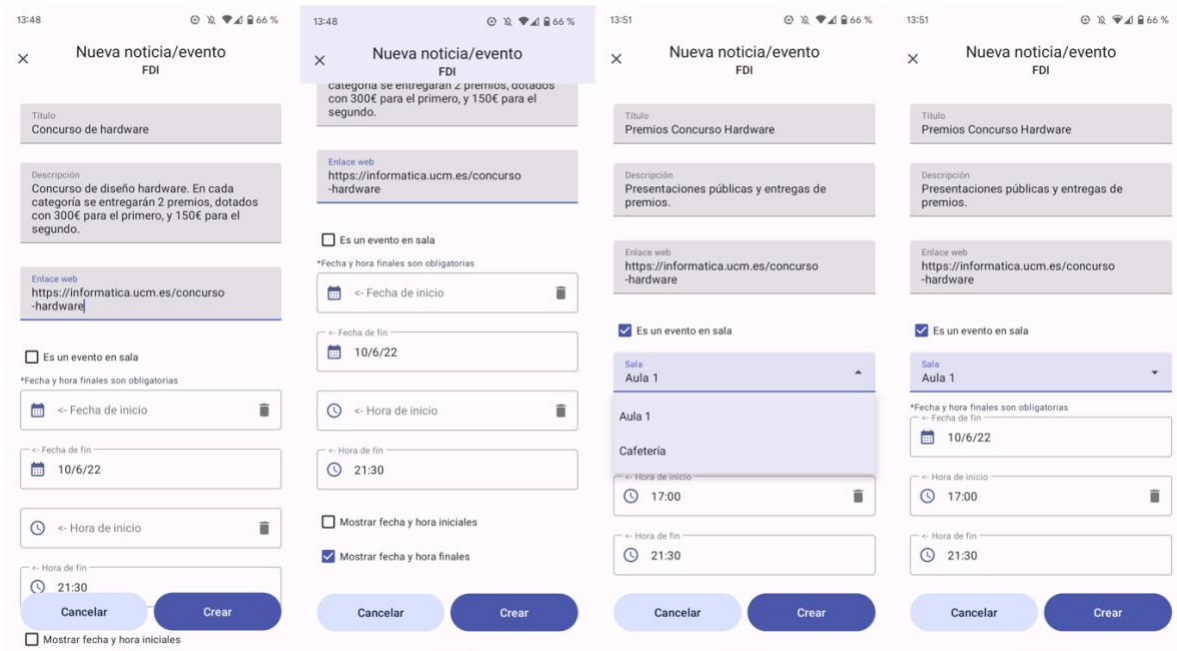 13:48
66 %
Nueva noticia/evento
FDI
Título
Concurso de hardware
Descripción
Concurso de diseño hardware. En cada
categoría se entregarán 2 premios, dotados
con 300€ para el primero, y 150€ para el
segundo.
Enlace web
https://informatica.ucm.es/concurso
-hardware
Es un evento en sala
*Fecha y hora finales son obligatorias
<- Fecha de inicio
<- Fecha de fin
10/6/22
<- Hora de inicio
<- Hora de fin
21:30
Cancelar
Crear
Mostrar fecha y hora iniciales
13:48
66 %
Nueva noticia/evento
FDI
categoría se entregarán 2 premios, dotados
con 300€ para el primero, y 150€ para el
segundo.
Enlace web
https://informatica.ucm.es/concurso
-hardware
Es un evento en sala
*Fecha y hora finales son obligatorias
<- Fecha de inicio
<- Fecha de fin
10/6/22
<- Hora de inicio
<- Hora de fin
21:30
Mostrar fecha y hora iniciales
Mostrar fecha y hora finales
Cancelar
Crear
13:51
66 %
Nueva noticia/evento
FDI
Título
Premios Concurso Hardware
Descripción
Presentaciones públicas y entregas de
premios.
Enlace web
https://informatica.ucm.es/concurso
-hardware
Es un evento en sala
Sala
Aula 1
Aula 1
Cafetería
<- Hora de inicio
17:00
<- Hora de fin
21:30
Cancelar
Crear
13:51
66 %
Nueva noticia/evento
FDI
Título
Premios Concurso Hardware
Descripción
Presentaciones públicas y entregas de
premios.
Enlace web
https://informatica.ucm.es/concurso
-hardware
Es un evento en sala
Sala
Aula 1
*Fecha y hora finales son obligatorias
<- Fecha de fin
10/6/22
<- Hora de inicio
17:00
<- Hora de fin
21:30
Cancelar
Crear